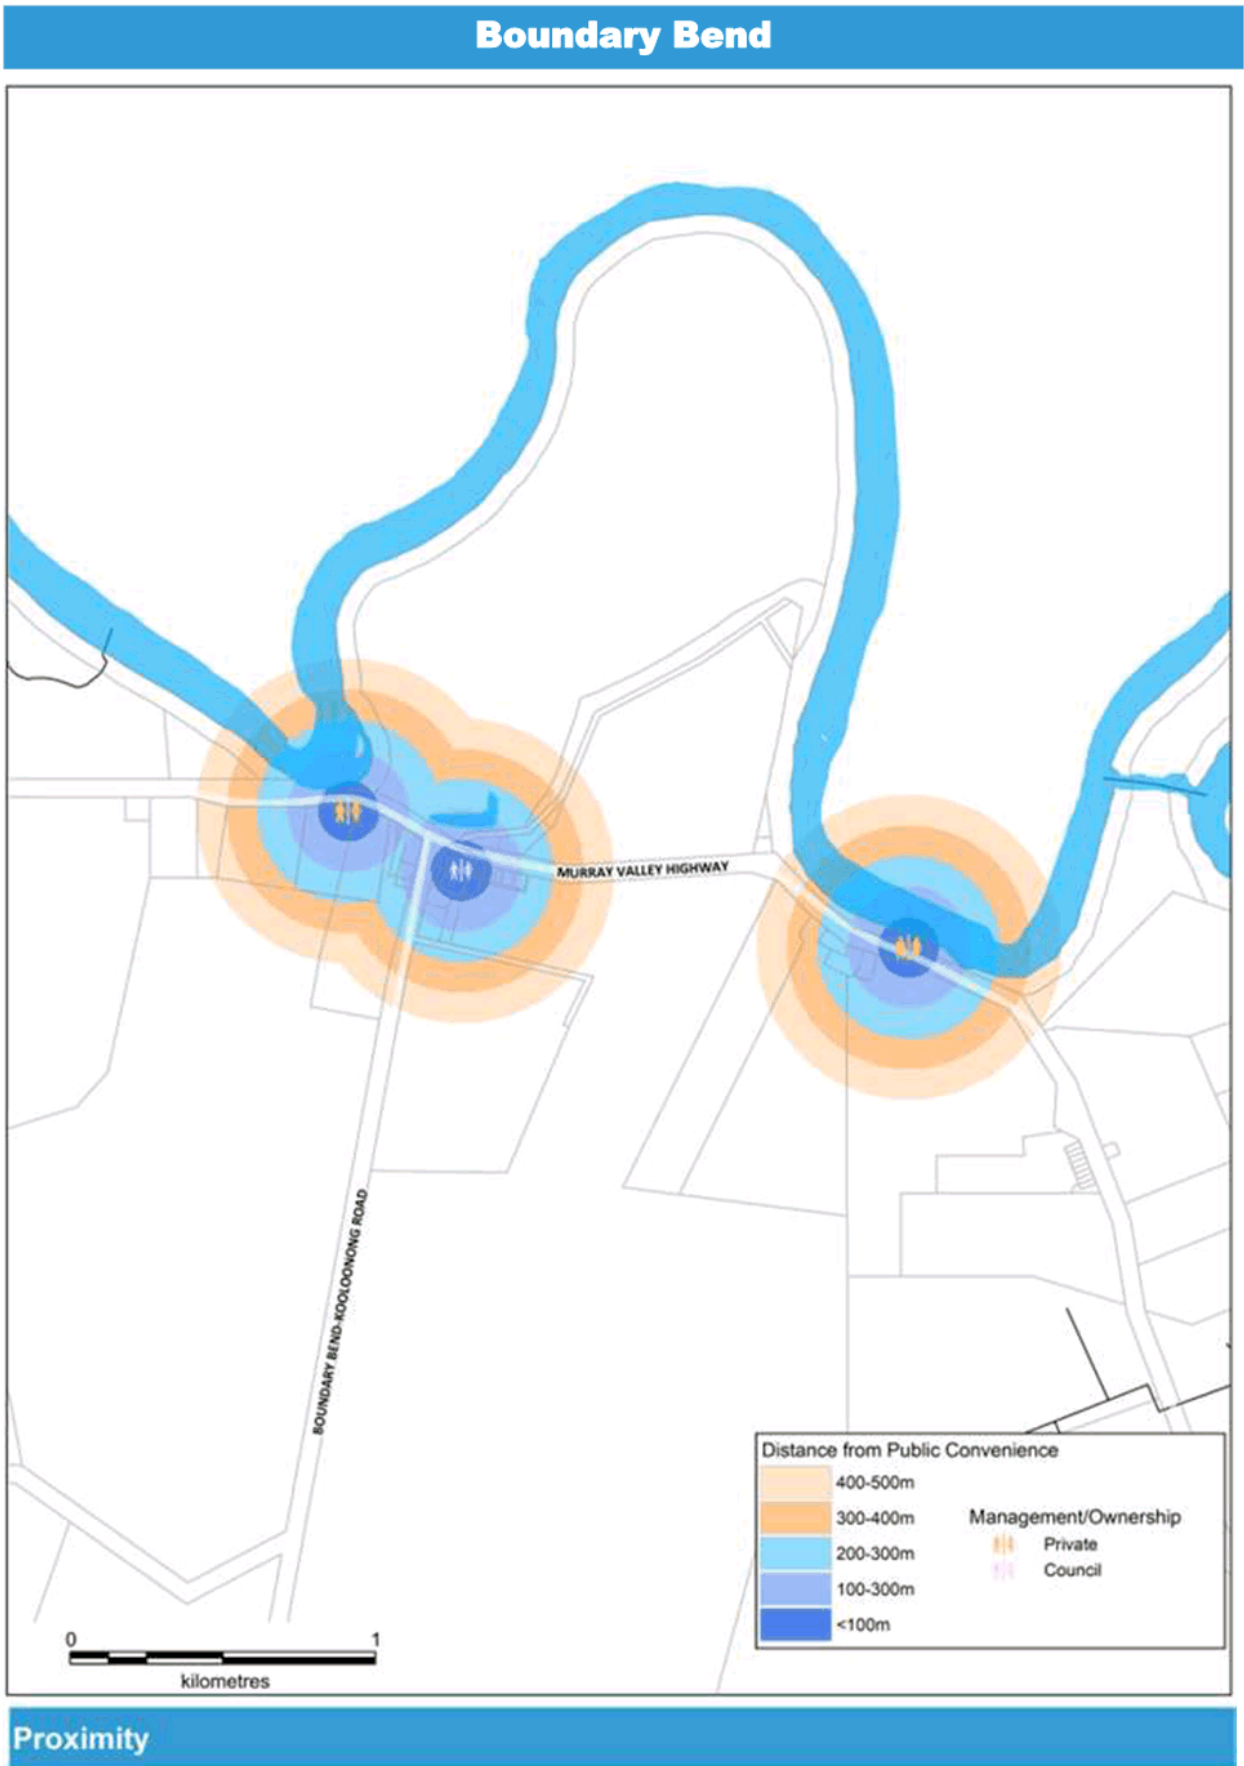 Boundary Bend
MURRAY VALLEY HIGHWAY
BOUNDARY BEND-KOOLOONONG ROAD
Distance from Public Convenience
400-500m
300-400m
200-300m
100-300m
<100m
Management/Ownership
Private
Council
0 1
kilometres
Proximity